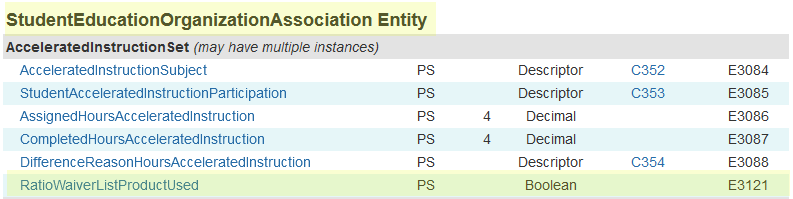 StudentEducationOrganizationAssociation Entity
AcceleratedInstructionSet (may have multiple instances)
AcceleratedInstructionSubject PS Descriptor C352 E3084
StudentAcceleratedInstructionParticipation PS Descriptor C353 E3085
AssignedHoursAcceleratedInstruction PS 4 Decimal E3086
CompletedHoursAcceleratedInstruction PS 4 Decimal E3087
DifferenceReasonHoursAcceleratedInstruction PS Descriptor C354 E3088
RatioWaiverListProductUsed PS Boolean E3121